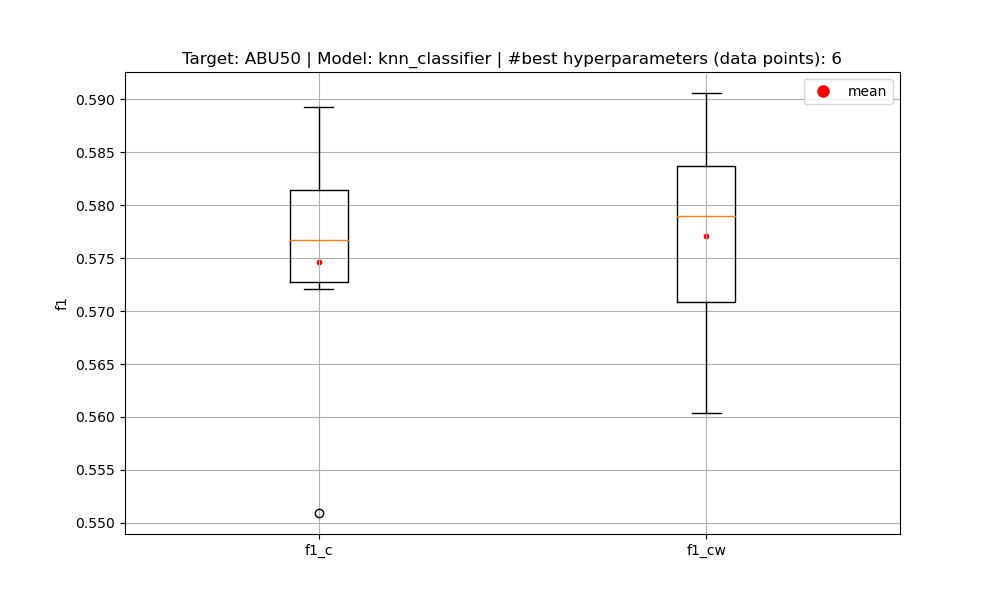 Target: ABU50 | Model: knn_classifier | #best hyperparameters (data points): 6
mean
0.590
0.585
0.580
0.575
0.570
0.565
0.560
0.555
0.550
f1
f1_c
f1_cw